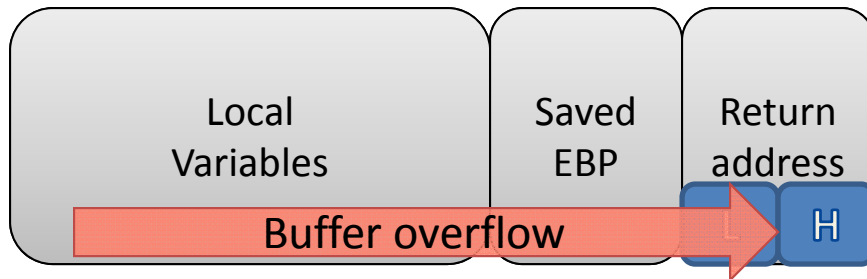 Local
Variables
Saved
EBP
Return
address
Buffer overflow
L
H